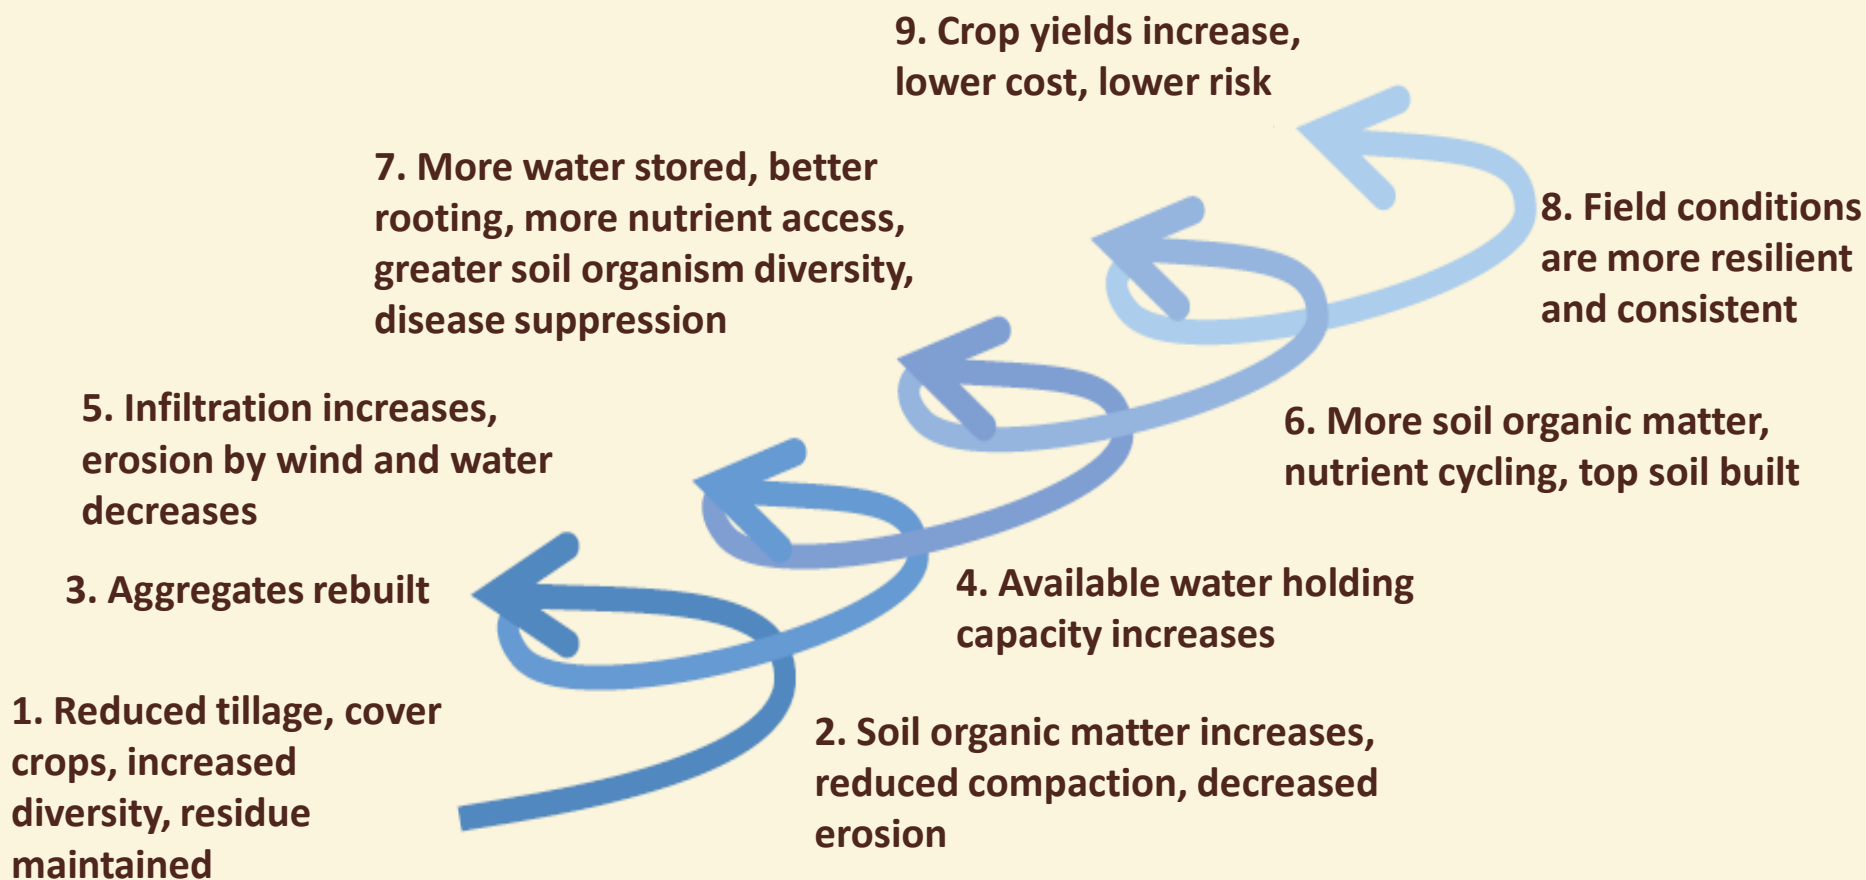 9. Crop yields increase,
lower cost, lower risk
7. More water stored, better
rooting, more nutrient access,
greater soil organism diversity,
disease suppression
8. Field conditions
are more resilient
and consistent
5. Infiltration increases,
erosion by wind and water
decreases
6. More soil organic matter,
nutrient cycling, top soil built
3. Aggregates rebuilt
4. Available water holding
capacity increases
1. Reduced tillage, cover
crops, increased
diversity, residue
maintained
2. Soil organic matter increases,
reduced compaction, decreased
erosion